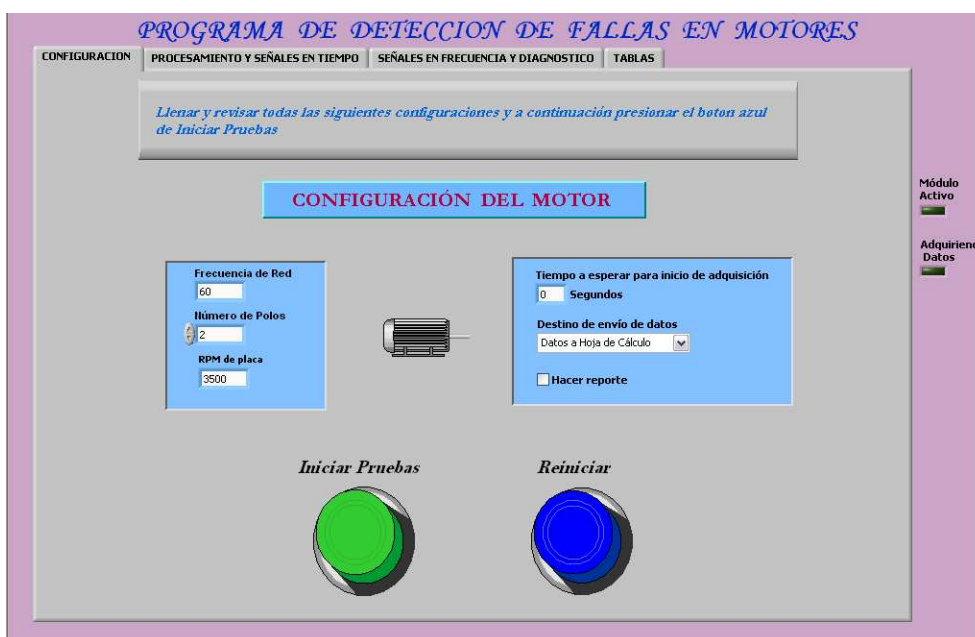 PROGRAMA DE DETECCION DE FALLAS EN MOTORES
CONFIGURACION
PROCESAMIENTO Y SEÑALES EN TIEMPO
SEÑALES EN FRECUENCIA Y DIAGNOSTICO
TABLAS
Llenar y revisar todas las siguientes configuraciones y a continuación presionar el boton azul
de Iniciar Pruebas
Módulo
Activo
CONFIGURACIÓN DEL MOTOR
Adquiriend
Datos
Frecuencia de Red
60
Número de Polos
2
RPM de placa
3500
Tiempo a esperar para inicio de adquisición
0 Segundos
Destino de envío de datos
Datos a Hoja de Cálculo
Hacer reporte
Iniciar Pruebas
Reiniciar